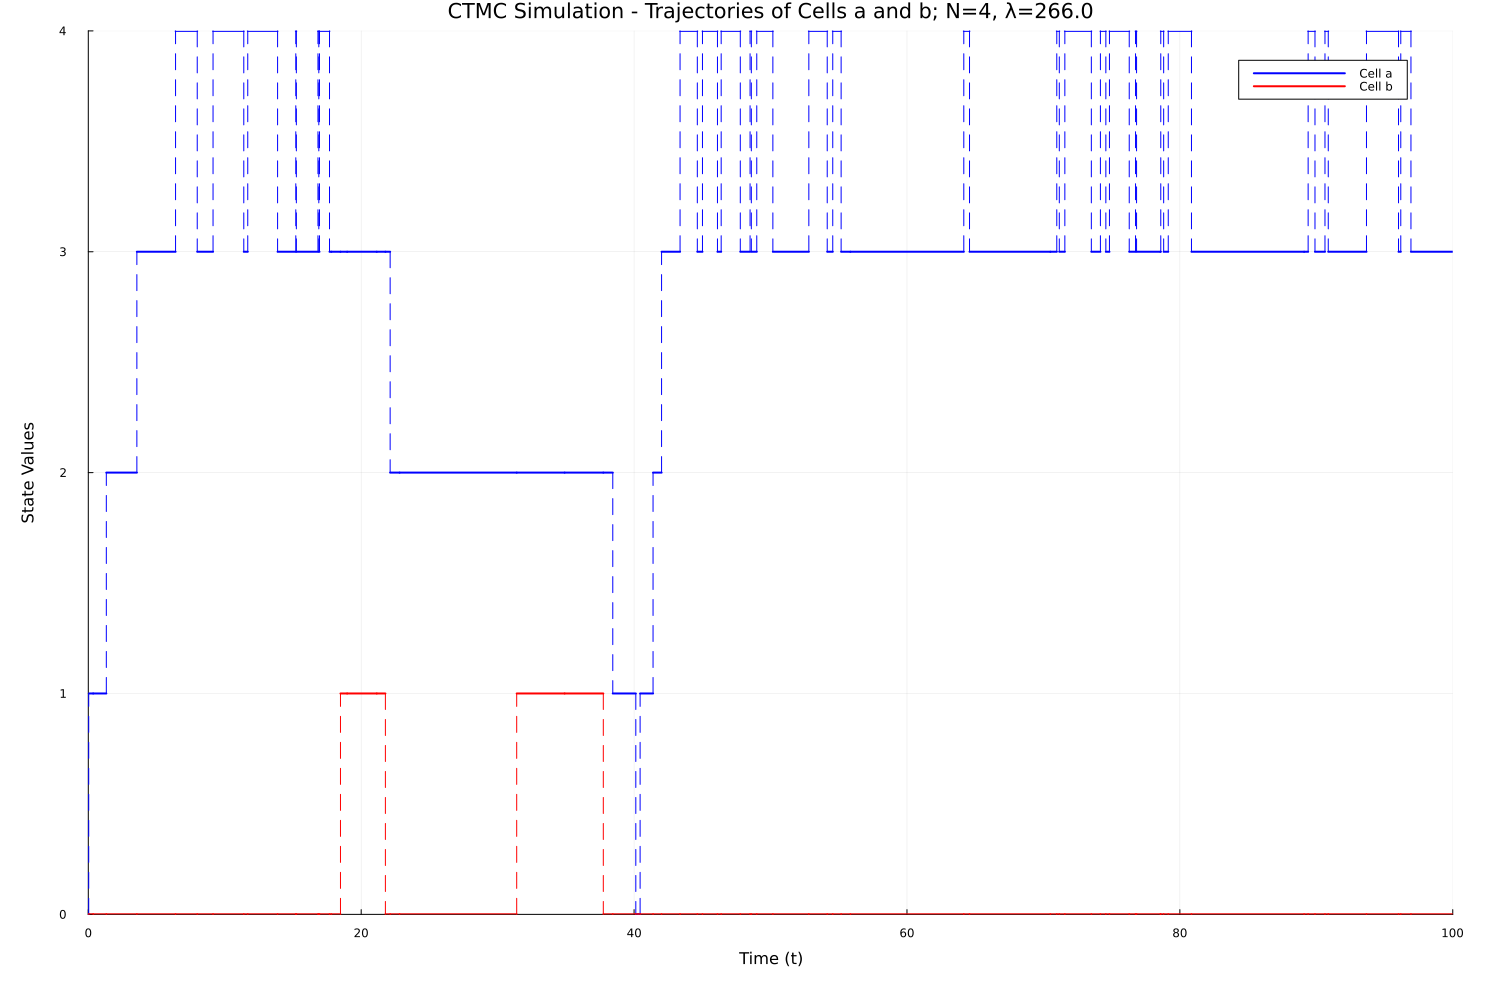 CTMC Simulation - Trajectories of Cells a and b; N=4, λ=266.0
4
Cell a
Cell b
3
State Values
2
1
0
0 20 40 60 80 100
Time (t)